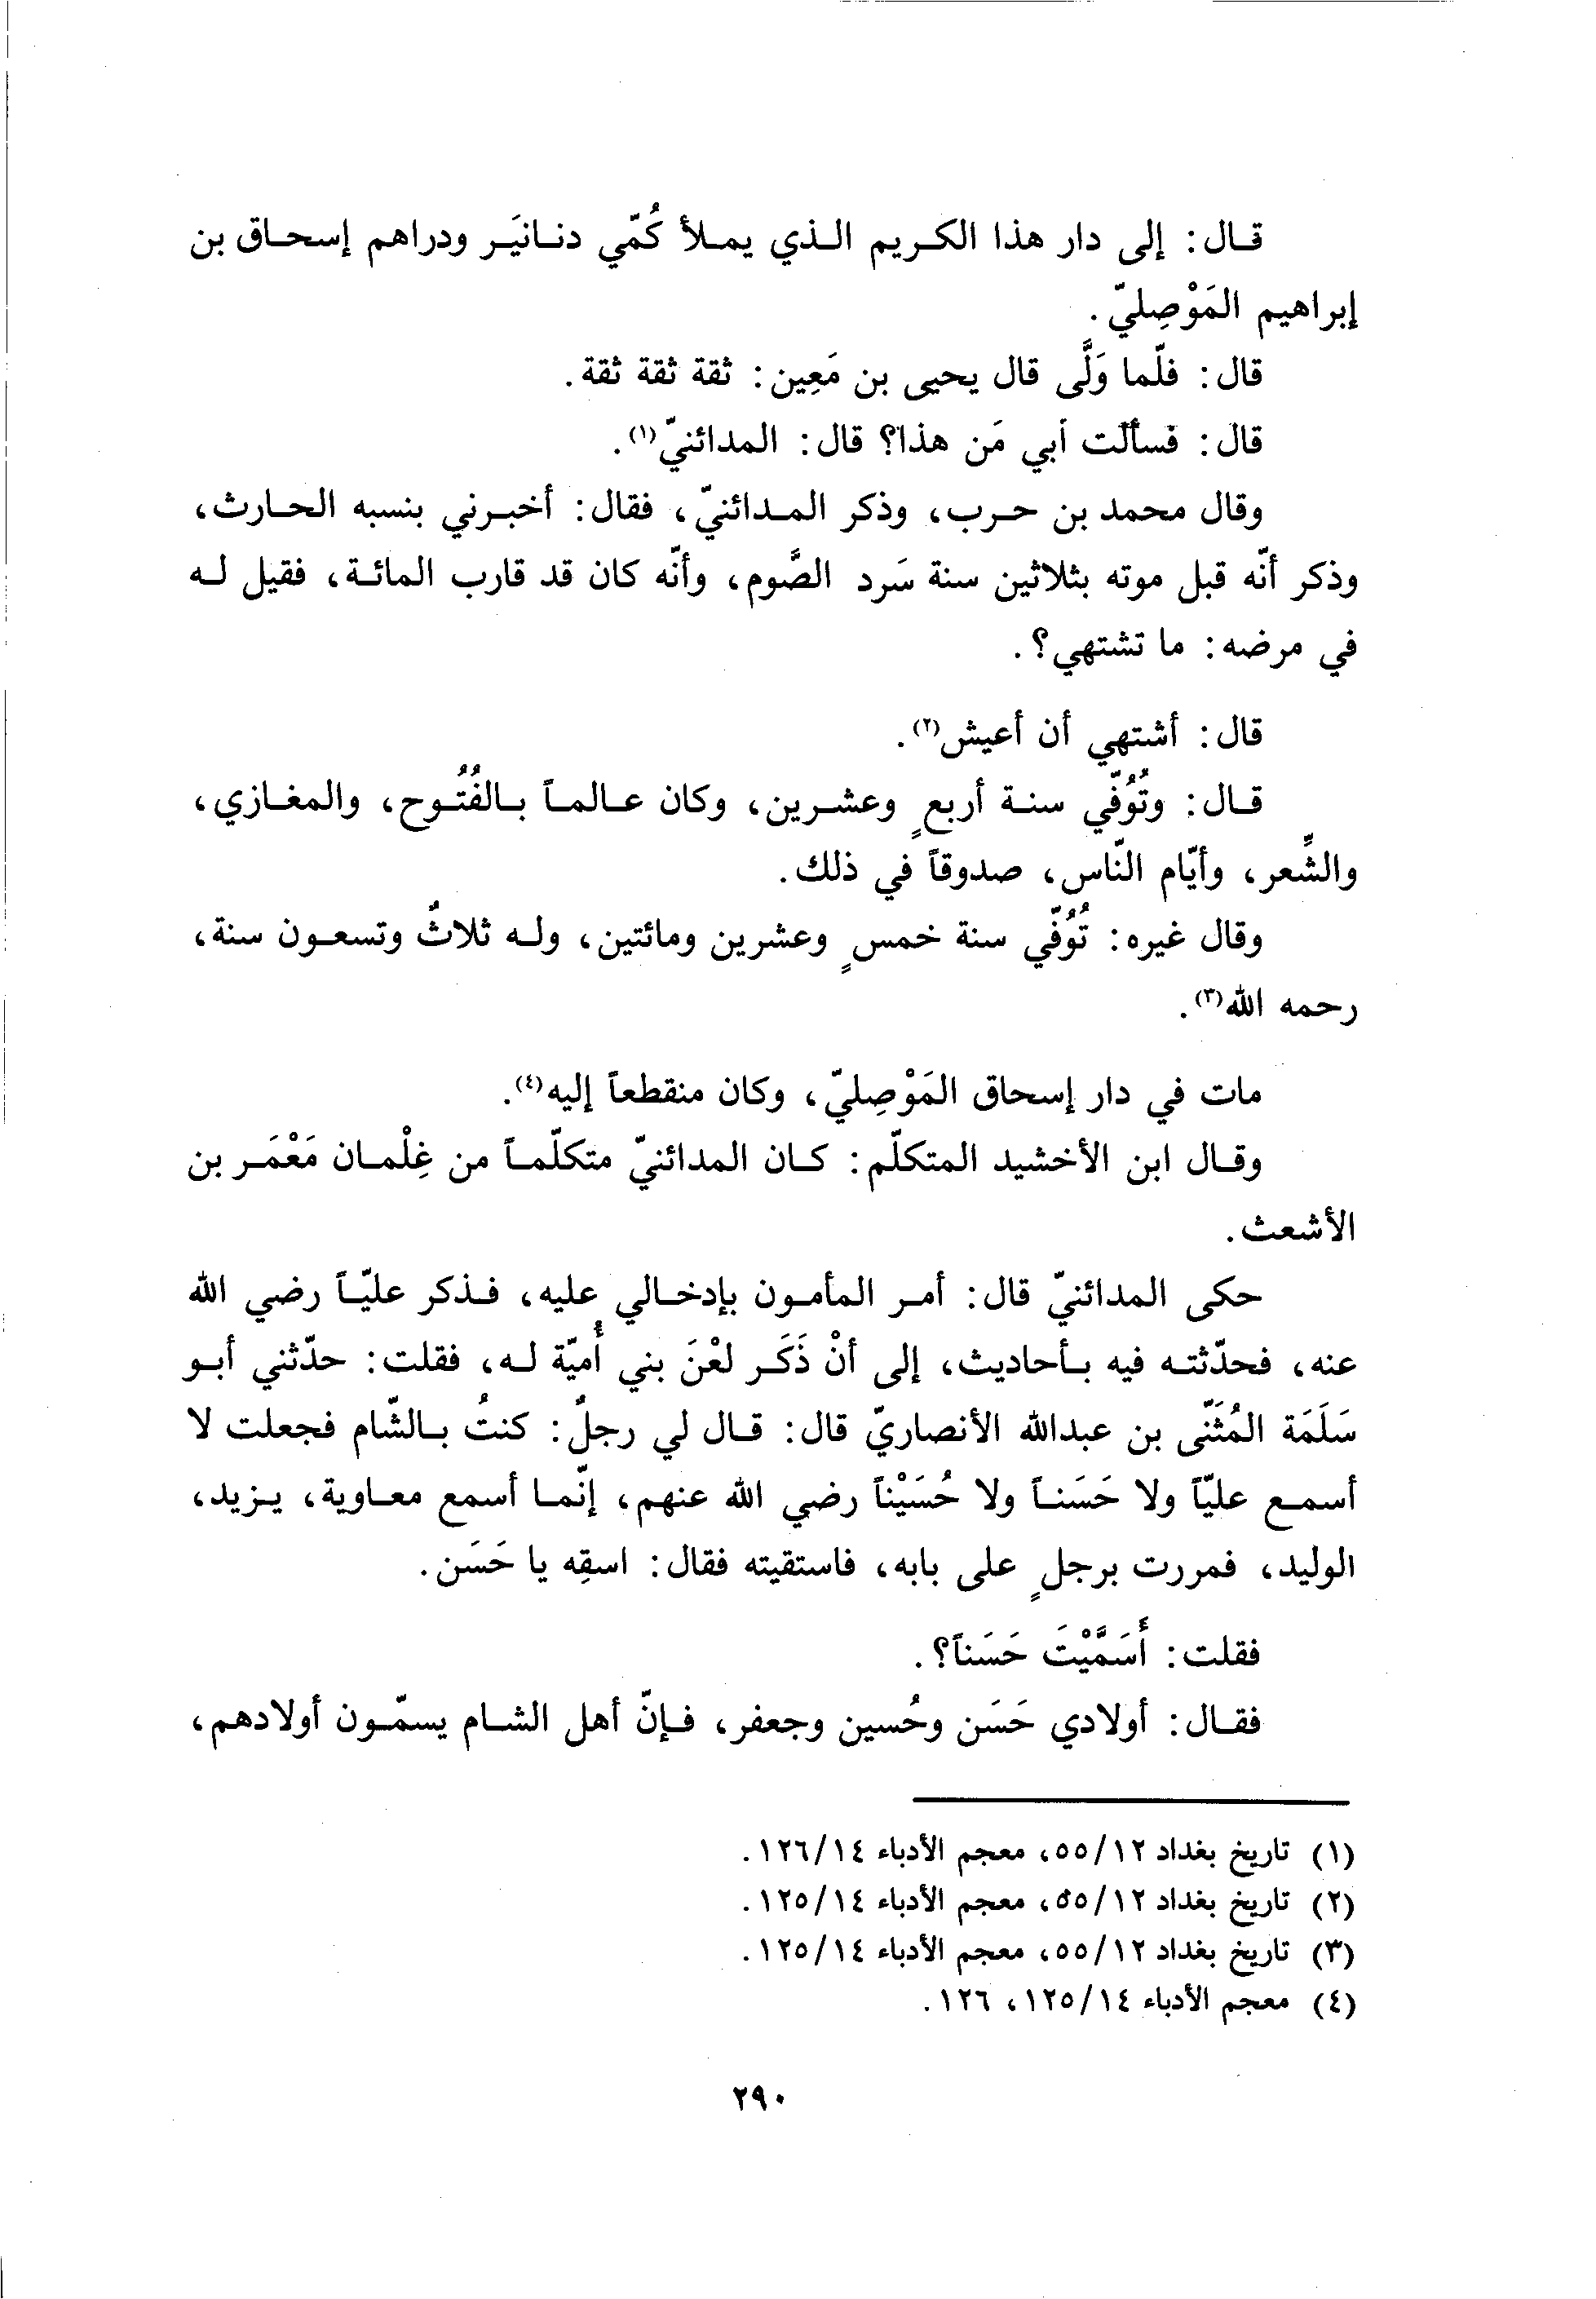 قال: إلى دار هذا الكريم الذي يملأ كُمّي دنانيَر ودراهم إسحاق بن
إبراهيم المَوْصِليّ.
قال: فلّما وَلَّى قال يحيى بن مَعِين: ثقة ثقة ثقة.
قال: فسألت أبي مَن هذا؟ قال: المدائنيّ(١).
وقال محمد بن حرب، وذكر المدائنيّ، فقال: أخبرني بنسبه الحارث،
وذكر أنّه قبل موته بثلاثين سنة سَرد الصَّوم، وأنّه كان قد قارب المائة، فقيل له
في مرضه: ما تشتهي؟.
قال: أشتهي أن أعيش(٢).
قال: وتُوُفّي سنة أربعٍ وعشرين، وكان عالماً بالفُتُوح، والمغازي،
والشِّعر، وأيّام النّاس، صدوقاً في ذلك.
وقال غيره: تُوُفّي سنة خمسٍ وعشرين ومائتين، وله ثلاثٌ وتسعون سنة،
رحمه الله(٣).
مات في دار إسحاق المَوْصِليّ، وكان منقطعاً إليه(٤).
وقال ابن الأخشيد المتكلّم: كان المدائنيّ متكلّماً من غِلْمان مَعْمَر بن
الأشعث.
حكى المدائنيّ قال: أمر المأمون بإدخالي عليه، فذكر عليّاً رضي الله
عنه، فحدّثته فيه بأحاديث، إلى أنْ ذَكَر لعْنَ بني أُميّة له، فقلت: حدّثني أبو
سَلَمَة المُثَنّى بن عبدالله الأنصاريّ قال: قال لي رجلٌ: كنتُ بالشّام فجعلت لا
أسمع عليّاً ولا حَسَناً ولا حُسَيْناً رضي الله عنهم، إنّما أسمع معاوية، يزيد،
الوليد، فمررت برجلٍ على بابه، فاستقيته فقال: اسقِه يا حَسَن.
فقلت: أَسَمَّيْتَ حَسَناً؟.
فقال: أولادي حَسَن وحُسين وجعفر، فإنّ أهل الشام يسمّون أولادهم،
(١) تاريخ بغداد ١٢/٥٥، معجم الأدباء ١٤/١٢٦.
(٢) تاريخ بغداد ١٢/٥٥، معجم الأدباء ١٤/١٢٥.
(٣) تاريخ بغداد ١٢/٥٥، معجم الأدباء ١٤/١٢٥.
(٤) معجم الأدباء ١٤/١٢٥، ١٢٦.
٢٩٠